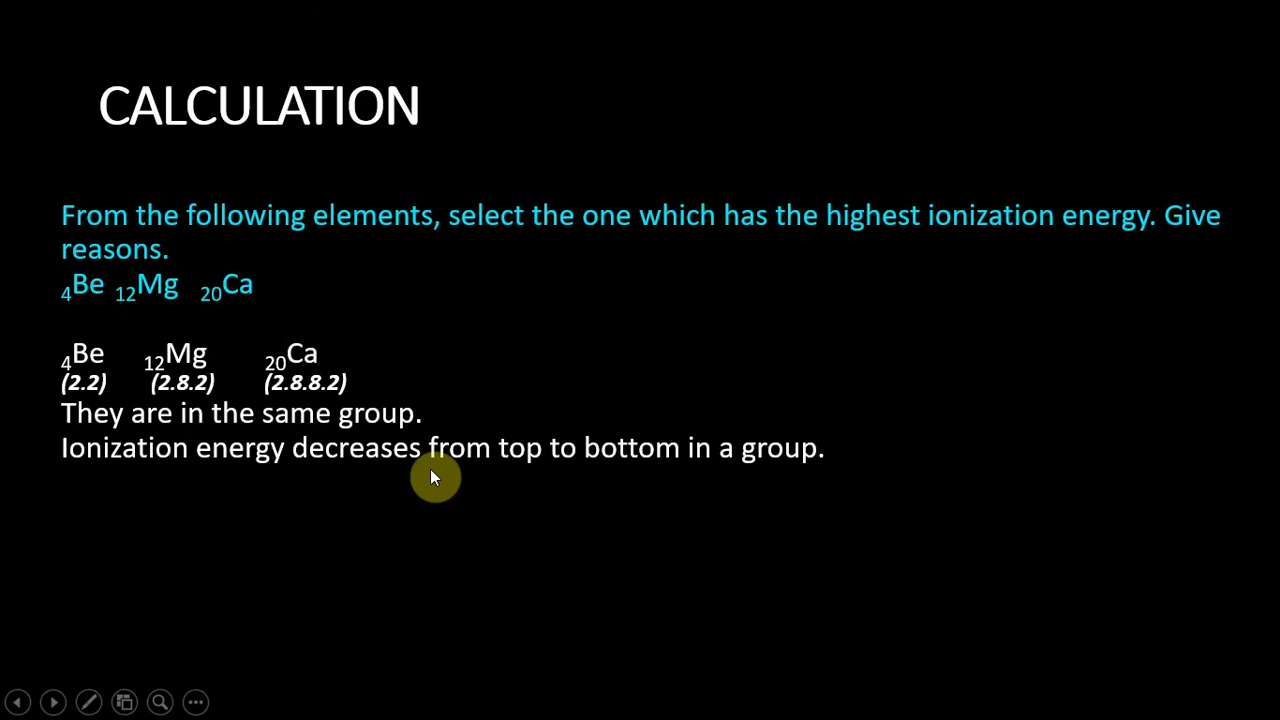 CALCULATION
From the following elements, select the one which has the highest ionization energy. Give
reasons.
₄Be ₁₂Mg ₂₀Ca
₄Be ₁₂Mg ₂₀Ca
(2.2) (2.8.2) (2.8.8.2)
They are in the same group.
Ionization energy decreases from top to bottom in a group.